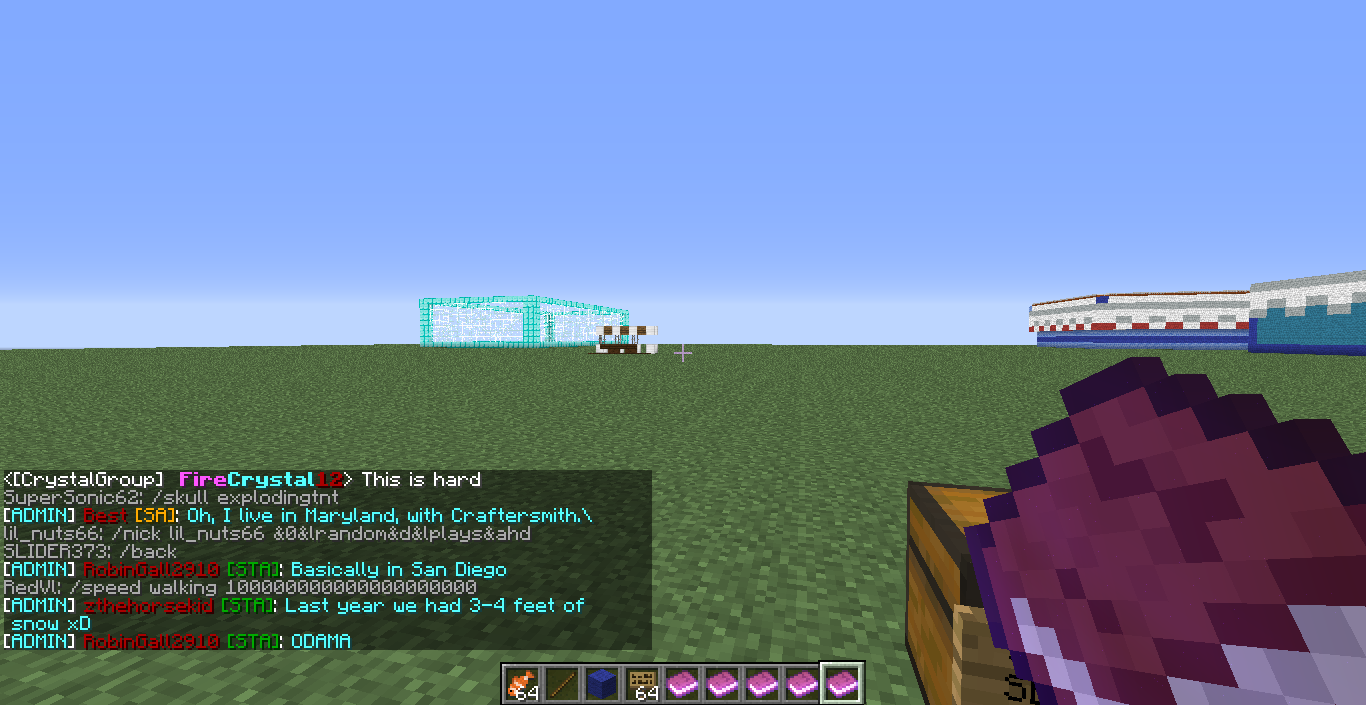 <[CrystalGroup] FireCrystal12> This is hard
SuperSonic62: /skull explodingtnt
[ADMIN] Best [SA]: Oh, I live in Maryland, with Craftersmith.\
lil_nuts66: /nick lil_nuts66 &0&lrandom&d&lplays&ahd
SLIDER373: /back
[ADMIN] RobinGall2910 [STA]: Basically in San Diego
RedVl: /speed walking 1000000000000000000000
[ADMIN] zthehorsekid [STA]: Last year we had 3-4 feet of
snow xD
[ADMIN] RobinGall2910 [STA]: ODAMA
64
64